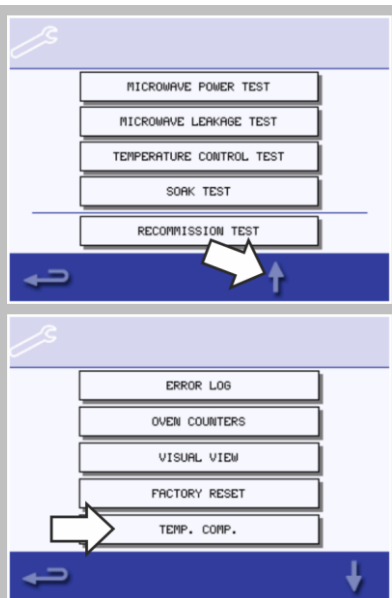 MICROWAVE POWER TEST
MICROWAVE LEAKAGE TEST
TEMPERATURE CONTROL TEST
SOAK TEST
RECOMMISSION TEST
ERROR LOG
OVEN COUNTERS
VISUAL VIEW
FACTORY RESET
TEMP. COMP.